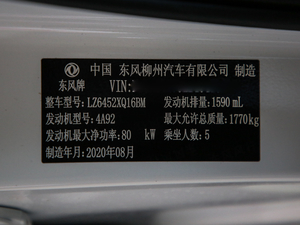 中国 东风柳州汽车有限公司 制造
东风牌 VIN:
整车型号:LZ6452XQ16BM 发动机排量:1590 mL
发动机型号:4A92 最大允许总质量:1770kg
发动机最大净功率:80 kW 乘坐人数:5
制造年月:2020年08月